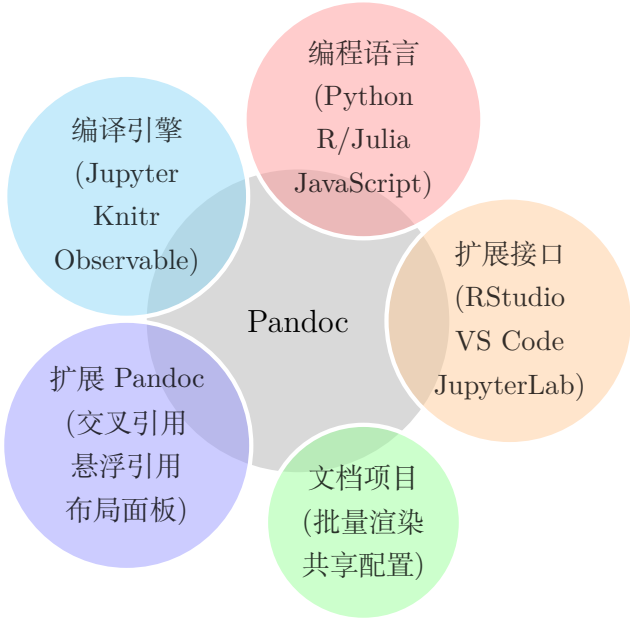 编程语言
(Python
R/Julia
JavaScript)
编译引擎
(Jupyter
Knitr
Observable)
扩展接口
(RStudio
VS Code
JupyterLab)
Pandoc
扩展 Pandoc
(交叉引用
悬浮引用
布局面板)
文档项目
(批量渲染
共享配置)